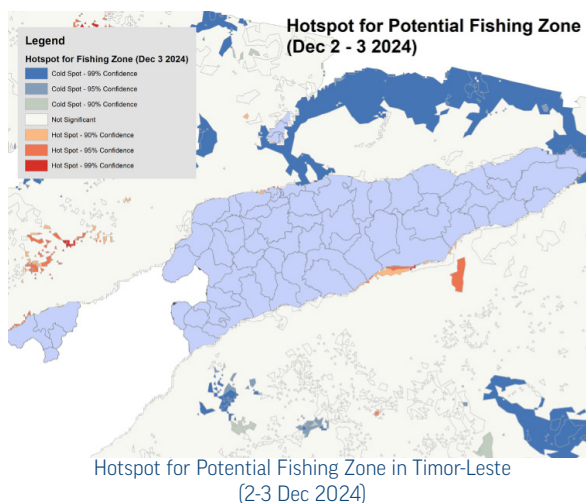 Hotspot for Potential Fishing Zone
(Dec 2 - 3 2024)
Legend
Hotspot for Fishing Zone (Dec 3 2024)
Cold Spot - 99% Confidence
Cold Spot - 95% Confidence
Cold Spot - 90% Confidence
Not Significant
Hot Spot - 90% Confidence
Hot Spot - 95% Confidence
Hot Spot - 99% Confidence
Hotspot for Potential Fishing Zone in Timor-Leste
(2-3 Dec 2024)